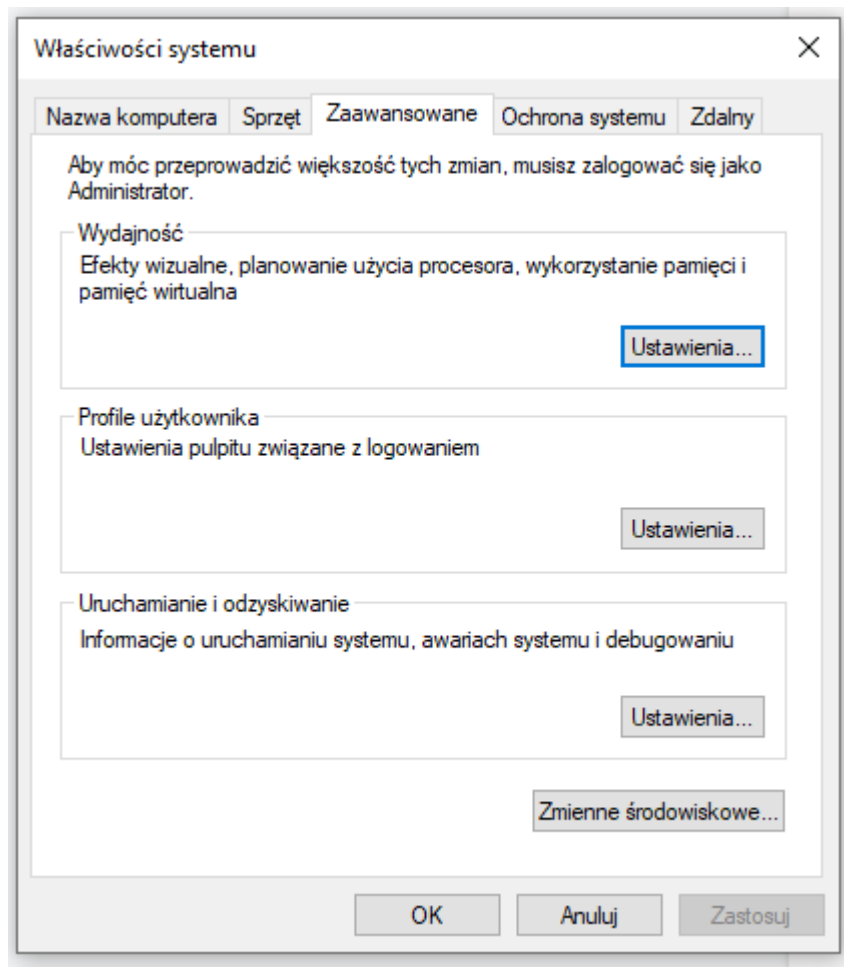 Właściwości systemu
Nazwa komputera Sprzęt Zaawansowane Ochrona systemu Zdalny
Aby móc przeprowadzić większość tych zmian, musisz zalogować się jako
Administrator.
Wydajność
Efekty wizualne, planowanie użycia procesora, wykorzystanie pamięci i
pamięć wirtualna
Ustawienia...
Profile użytkownika
Ustawienia pulpitu związane z logowaniem
Ustawienia...
Uruchamianie i odzyskiwanie
Informacje o uruchamianiu systemu, awariach systemu i debugowaniu
Ustawienia...
Zmienne środowiskowe...
OK Anuluj Zastosuj